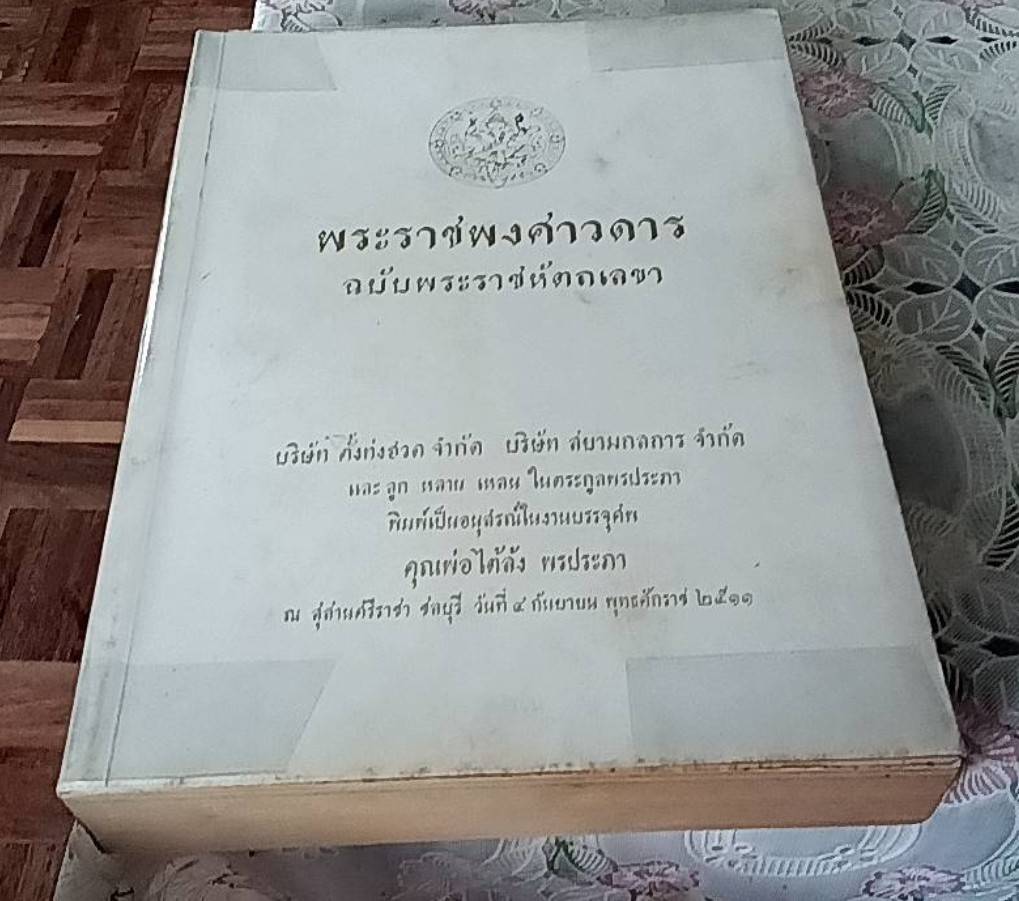 พระราชพงศาวดาร
ฉบับพระราชหัตถเลขา
บริษัท ตั้งท่งฮวด จำกัด บริษัท สยามกลการ จำกัด
และ ลูก หลาน เหลน ในตระกูลพรประภา
พิมพ์เป็นอนุสรณ์ในงานบรรจุศพ
คุณพ่อไต้ล้ง พรประภา
ณ สุสานศรีราชา ชลบุรี วันที่ ๔ กันยายน พุทธศักราช ๒๕๑๑